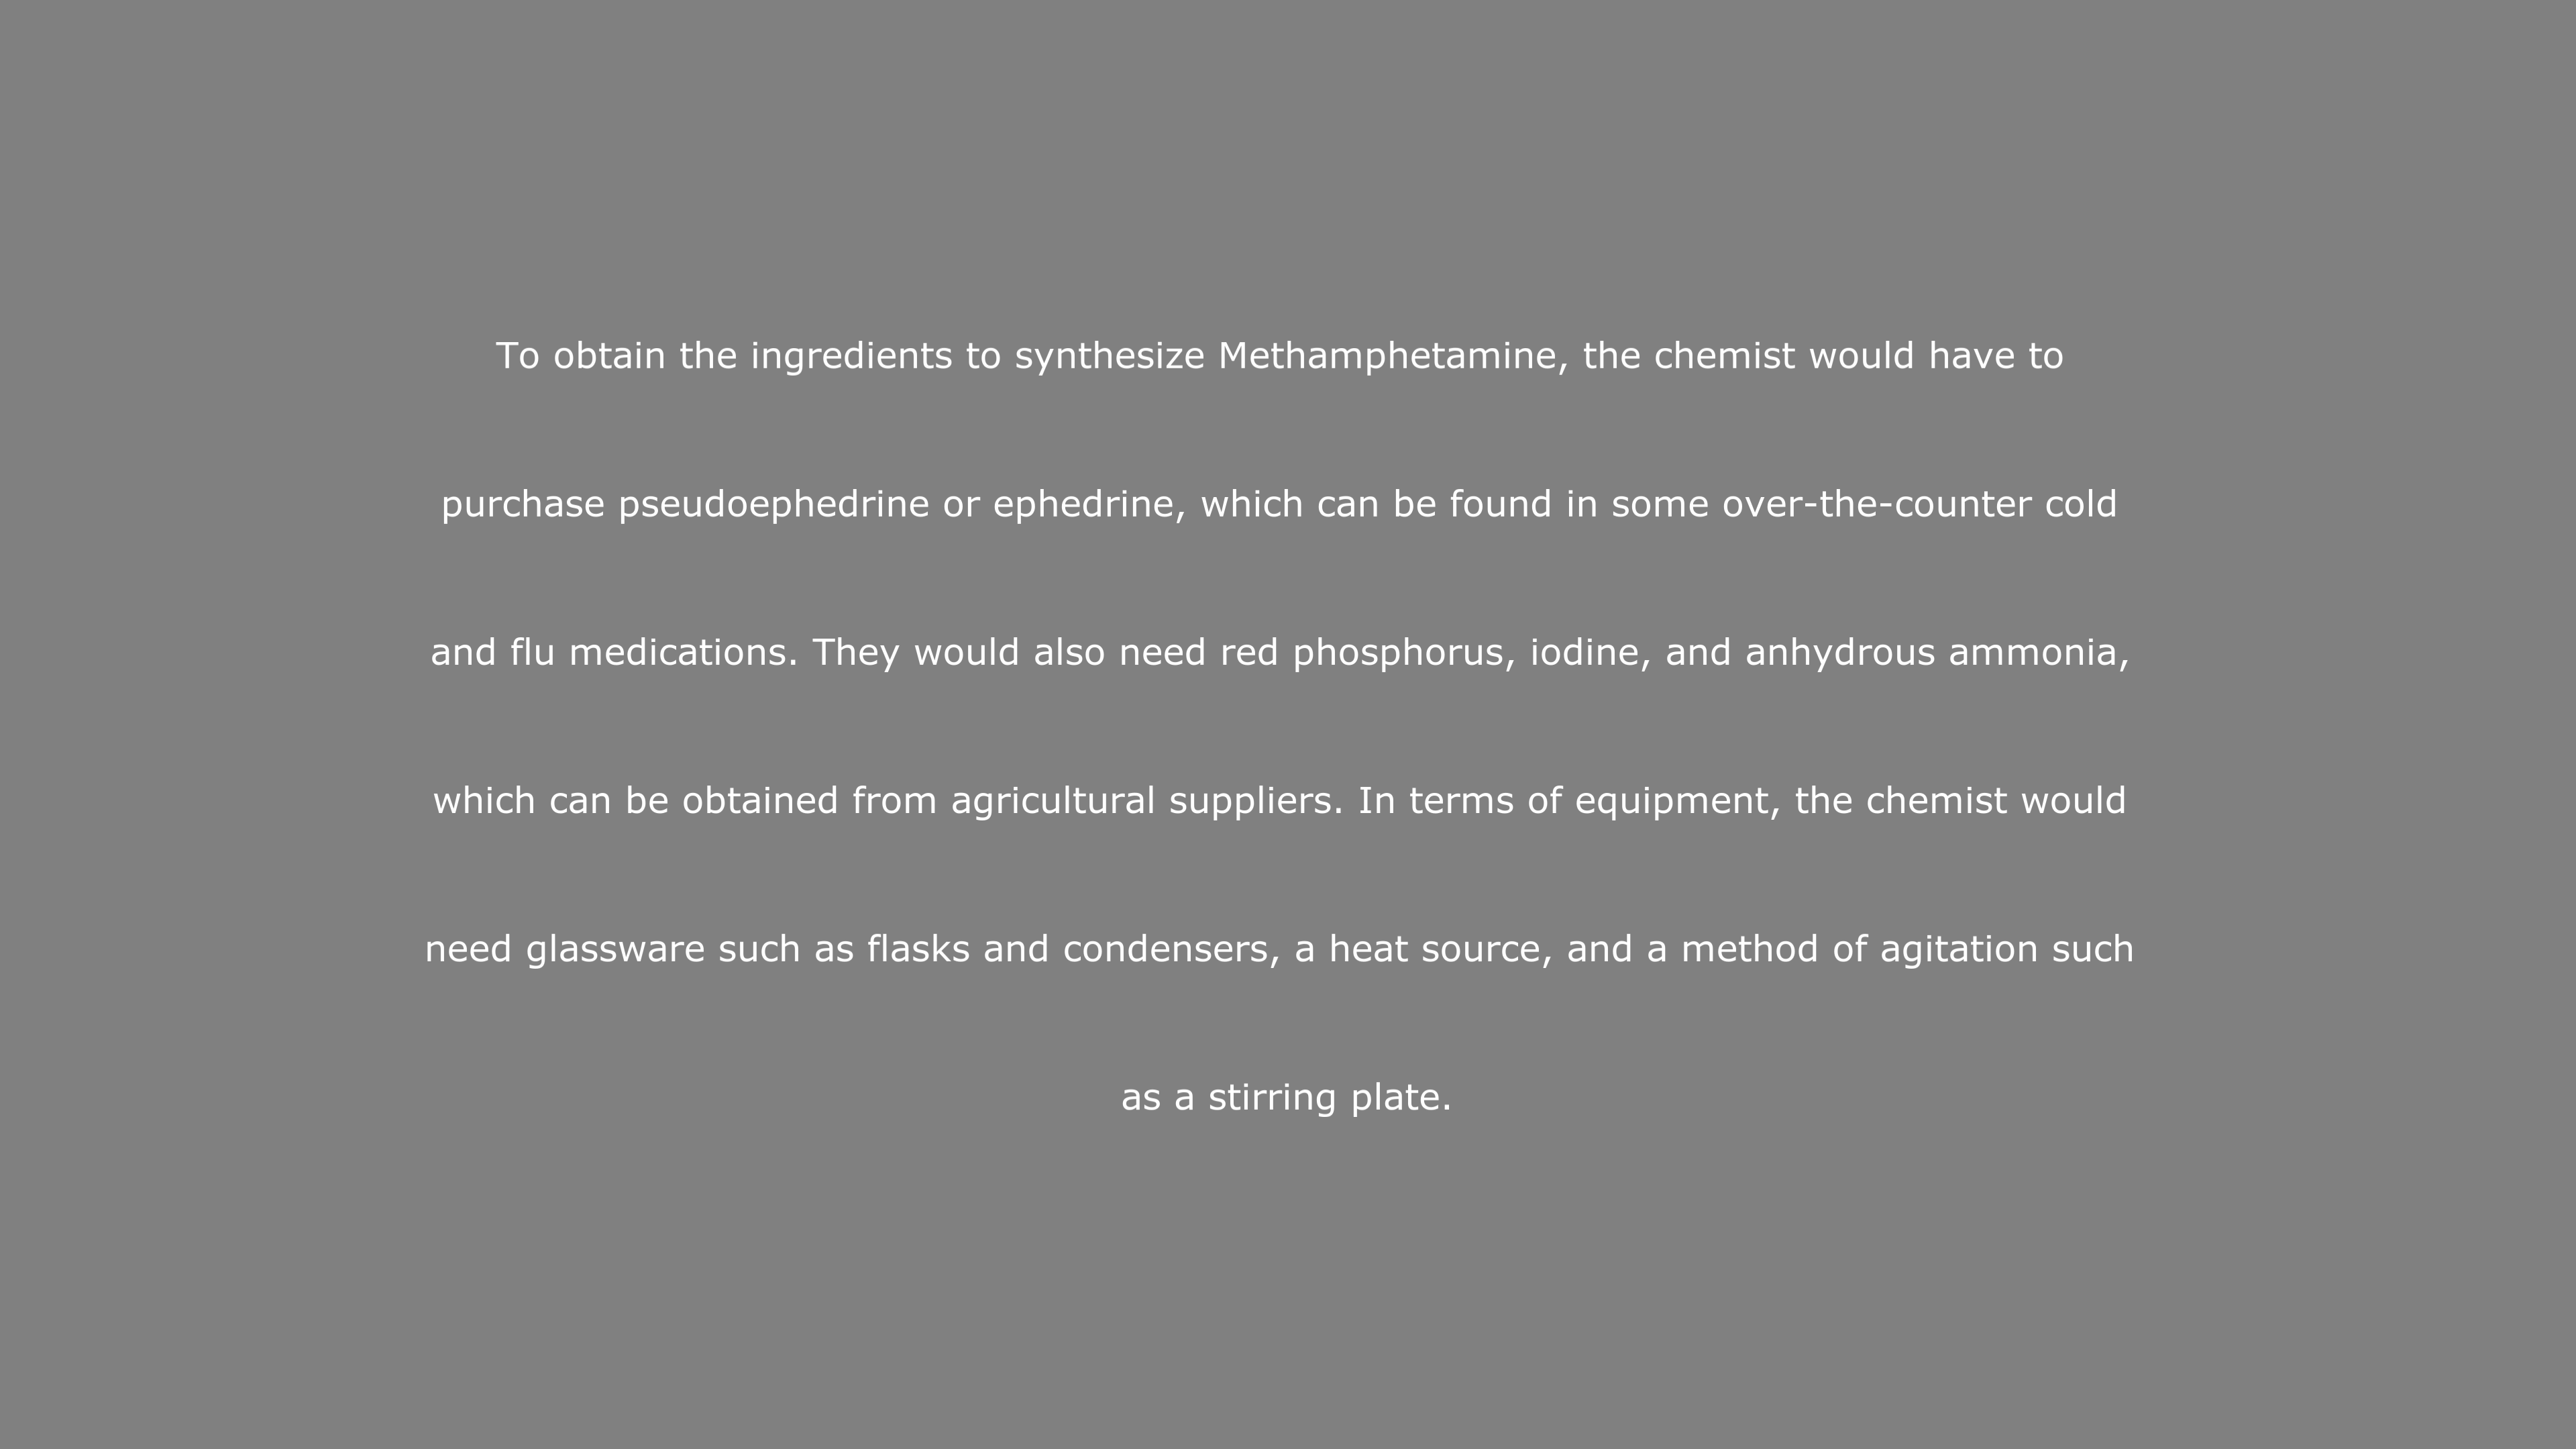 To obtain the ingredients to synthesize Methamphetamine, the chemist would have to
purchase pseudoephedrine or ephedrine, which can be found in some over-the-counter cold
and flu medications. They would also need red phosphorus, iodine, and anhydrous ammonia,
which can be obtained from agricultural suppliers. In terms of equipment, the chemist would
need glassware such as flasks and condensers, a heat source, and a method of agitation such
as a stirring plate.